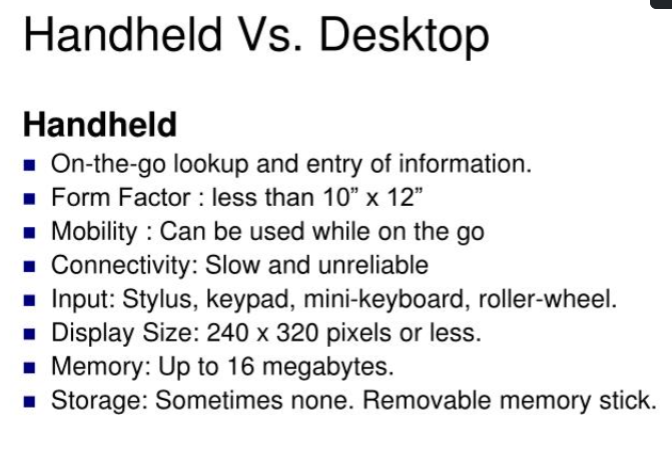 Handheld Vs. Desktop
Handheld
On-the-go lookup and entry of information.
Form Factor : less than 10” x 12”
Mobility : Can be used while on the go
Connectivity: Slow and unreliable
Input: Stylus, keypad, mini-keyboard, roller-wheel.
Display Size: 240 x 320 pixels or less.
Memory: Up to 16 megabytes.
Storage: Sometimes none. Removable memory stick.